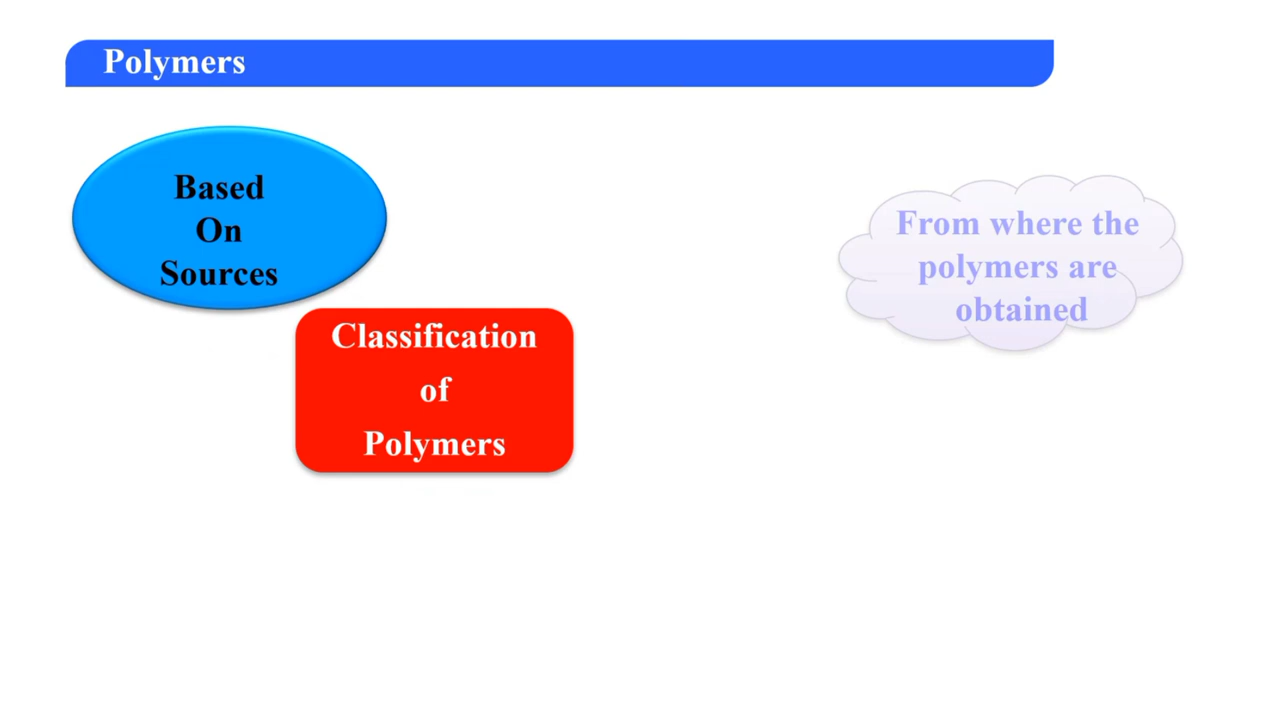 Polymers
Based
On
Sources
From where the
polymers are
obtained
Classification
of
Polymers